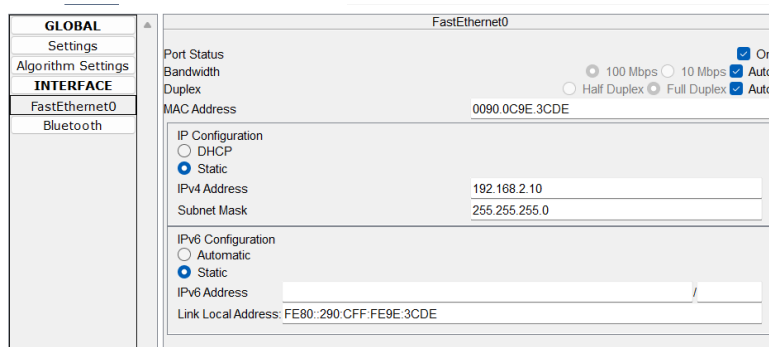 GLOBAL
Settings
Algorithm Settings
INTERFACE
FastEthernet0
Bluetooth
FastEthernet0
Port Status
Bandwidth 100 Mbps 10 Mbps
Duplex Half Duplex Full Duplex
MAC Address 0090.0C9E.3CDE
IP Configuration
DHCP
Static
IPv4 Address 192.168.2.10
Subnet Mask 255.255.255.0
IPv6 Configuration
Automatic
Static
IPv6 Address /
Link Local Address: FE80::290:CFF:FE9E:3CDE